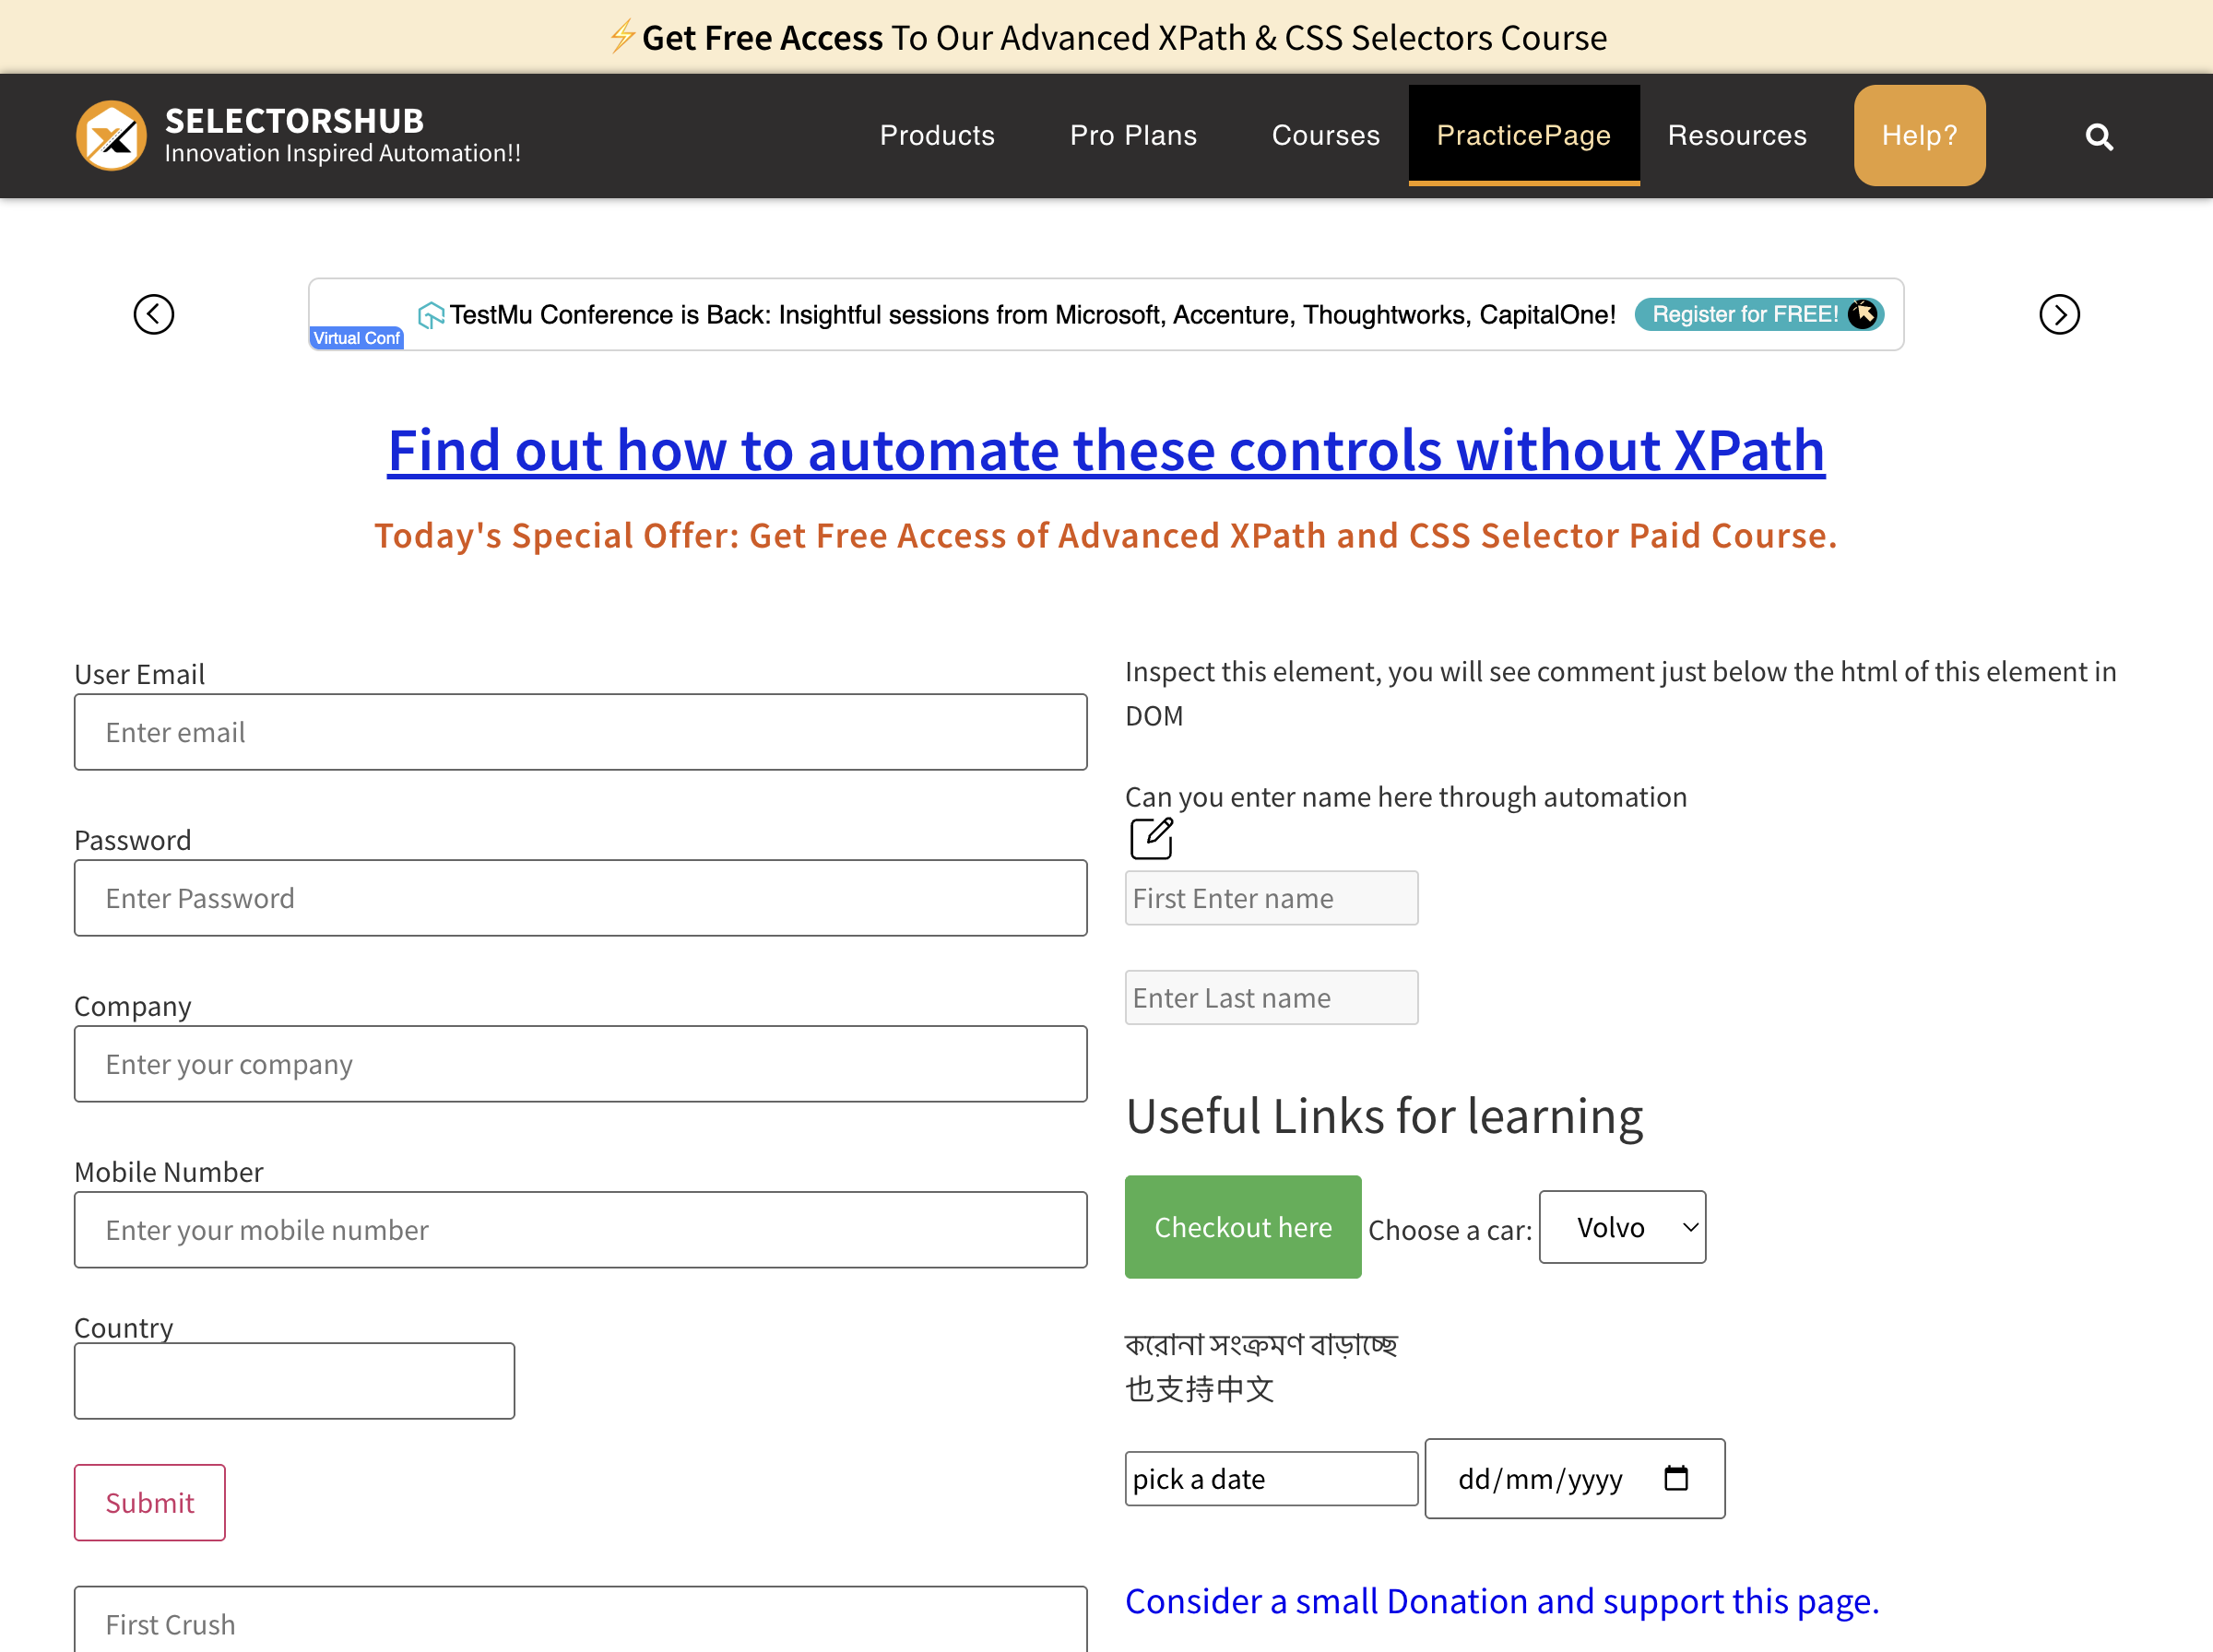 ⚡Get Free Access To Our Advanced XPath & CSS Selectors Course
SELECTORSHUB
Innovation Inspired Automation!!
Products Pro Plans Courses PracticePage Resources Help?
TestMu Conference is Back: Insightful sessions from Microsoft, Accenture, Thoughtworks, CapitalOne! Register for FREE!
Virtual Conf
Find out how to automate these controls without XPath
Today's Special Offer: Get Free Access of Advanced XPath and CSS Selector Paid Course.
User Email
Enter email
Password
Enter Password
Company
Enter your company
Mobile Number
Enter your mobile number
Country
Submit
First Crush
Inspect this element, you will see comment just below the html of this element in
DOM
Can you enter name here through automation
First Enter name
Enter Last name
Useful Links for learning
Checkout here Choose a car: Volvo
করোনা সংক্রমণ বাড়াচ্ছে
也支持中文
pick a date dd/mm/yyyy
Consider a small Donation and support this page.